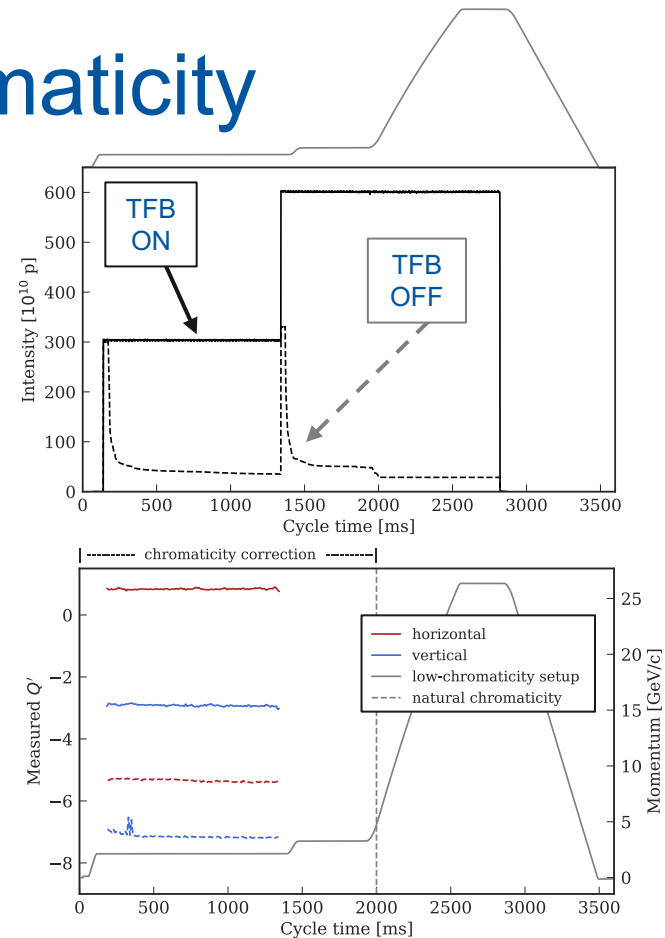 maticity
600
500
400
300
200
100
0
Intensity [10¹⁰ p]
TFB
ON
TFB
OFF
0 500 1000 1500 2000 2500 3000 3500
Cycle time [ms]
chromaticity correction
0
−2
−4
−6
−8
Measured Q′
horizontal
vertical
low-chromaticity setup
natural chromaticity
25
20
15
10
5
0
Momentum [GeV/c]
0 500 1000 1500 2000 2500 3000 3500
Cycle time [ms]